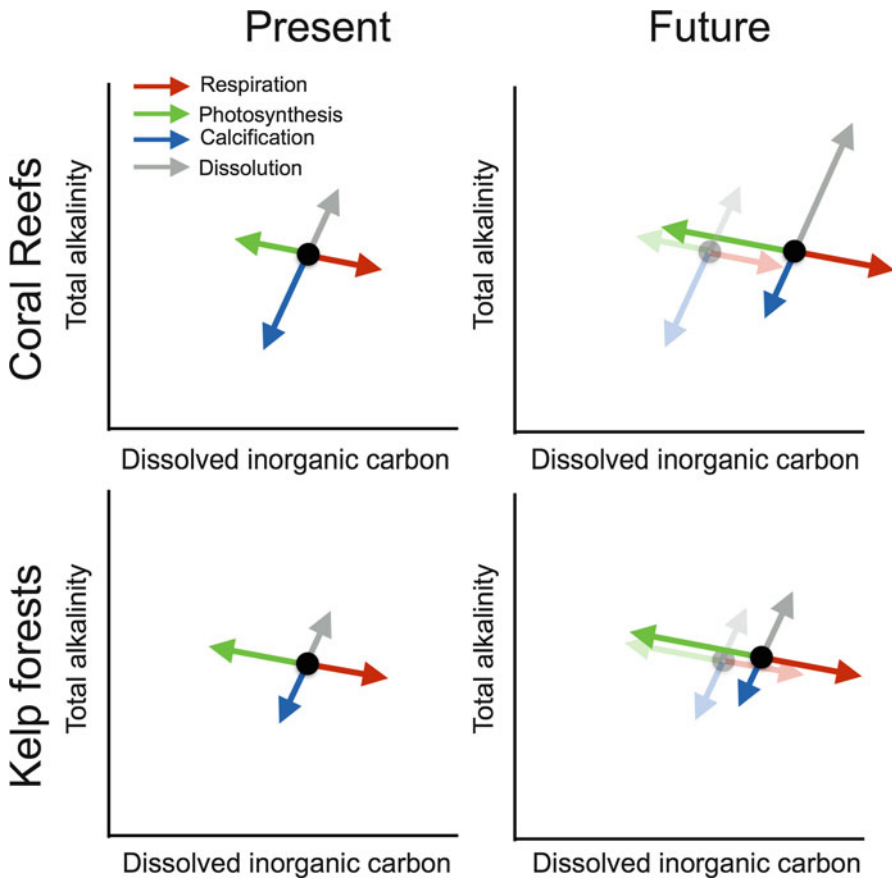 Present
Future
Coral Reefs
Total alkalinity
Respiration
Photosynthesis
Calcification
Dissolution
Dissolved inorganic carbon
Total alkalinity
Dissolved inorganic carbon
Kelp forests
Total alkalinity
Dissolved inorganic carbon
Total alkalinity
Dissolved inorganic carbon